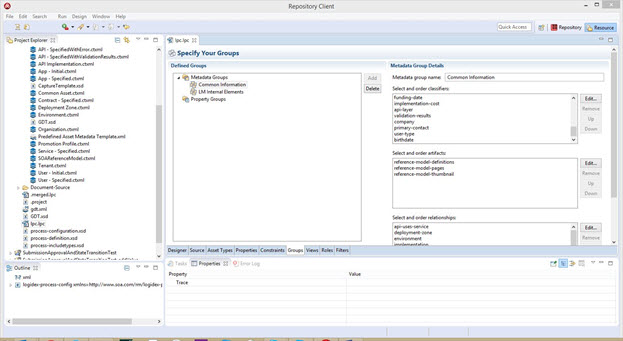 Repository Client
File Edit Search Run Design Window Help
Quick Access
Repository
Resource
Project Explorer
API - SpecifiedWithError.ctxml
API - SpecifiedWithValidationResults.ctxml
API Implementation.ctxml
App - Initial.ctxml
App - Specified.ctxml
CaptureTemplate.xsd
Common Asset.ctxml
Contract - Specified.ctxml
Deployment Zone.ctxml
Environment.ctxml
GDT.xsd
Organization.ctxml
Predefined Asset Metadata Template.xml
Promotion Profile.ctxml
Service - Specified.ctxml
SOAReferenceModel.ctxml
Tenant.ctxml
User - Initial.ctxml
User - Specified.ctxml
Document-Source
.merged.lpc
.project
gdt.xml
GDT.xsd
lpc.lpc
process-configuration.xsd
process-definition.xsd
process-includetypes.xsd
SubmissionApprovalAndStateTransitionTest
Outline
xml
logidex-process-config xmlns=http://www.soa.com/rm/logidex-p
lpc.lpc
Specify Your Groups
Defined Groups
Metadata Groups
Common Information
LM Internal Elements
Property Groups
Add
Delete
Metadata Group Details
Metadata group name: Common Information
Select and order classifiers:
funding-date
implementation-cost
api-layer
validation-results
company
primary-contact
user-type
birthdate
Edit...
Remove
Up
Down
Select and order artifacts:
reference-model-definitions
reference-model-pages
reference-model-thumbnail
Edit...
Remove
Up
Down
Select and order relationships:
api-uses-service
deployment-zone
environment
implementation
Edit...
Remove
Designer Source Asset Types Properties Constraints Groups Views Roles Filters
Tasks Properties Error Log
Property Value
Trace